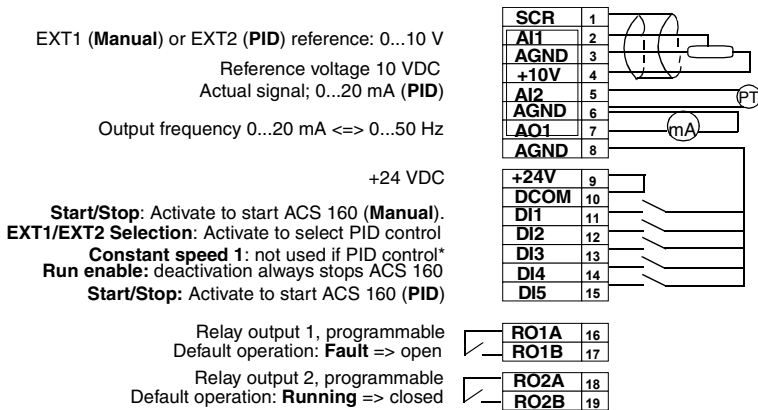 SCR 1
EXT1 (Manual) or EXT2 (PID) reference: 0...10 V AI1 2
AGND 3
Reference voltage 10 VDC +10V 4
Actual signal; 0...20 mA (PID) AI2 5
PT
AGND 6
Output frequency 0...20 mA <=> 0...50 Hz AO1 7
mA
AGND 8
+24 VDC +24V 9
DCOM 10
Start/Stop: Activate to start ACS 160 (Manual). DI1 11
EXT1/EXT2 Selection: Activate to select PID control DI2 12
Constant speed 1: not used if PID control* DI3 13
Run enable: deactivation always stops ACS 160 DI4 14
Start/Stop: Activate to start ACS 160 (PID) DI5 15
Relay output 1, programmable RO1A 16
Default operation: Fault => open RO1B 17
Relay output 2, programmable RO2A 18
Default operation: Running => closed RO2B 19